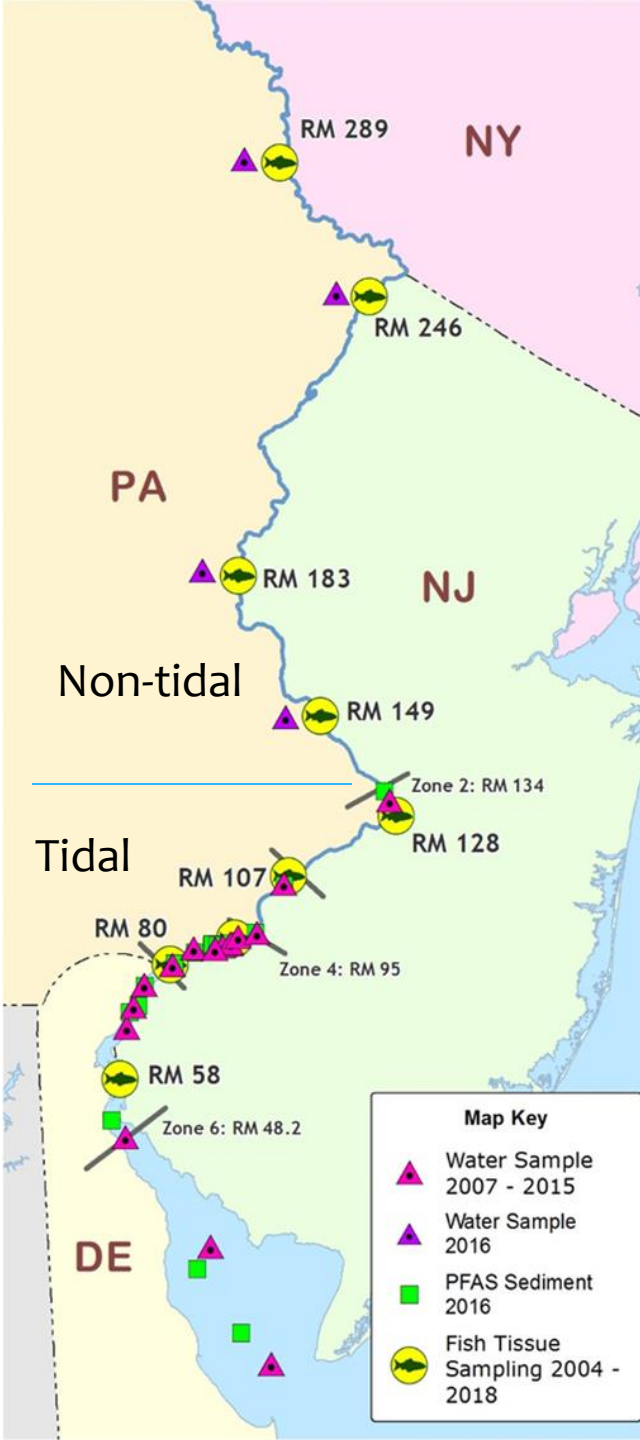 RM 289
NY
RM 246
PA
RM 183
NJ
Non-tidal
RM 149
Zone 2: RM 134
Tidal
RM 128
RM 107
RM 80
Zone 4: RM 95
RM 58
Zone 6: RM 48.2
DE
Map Key
Water Sample
2007 - 2015
Water Sample
2016
PFAS Sediment
2016
Fish Tissue
Sampling 2004 -
2018